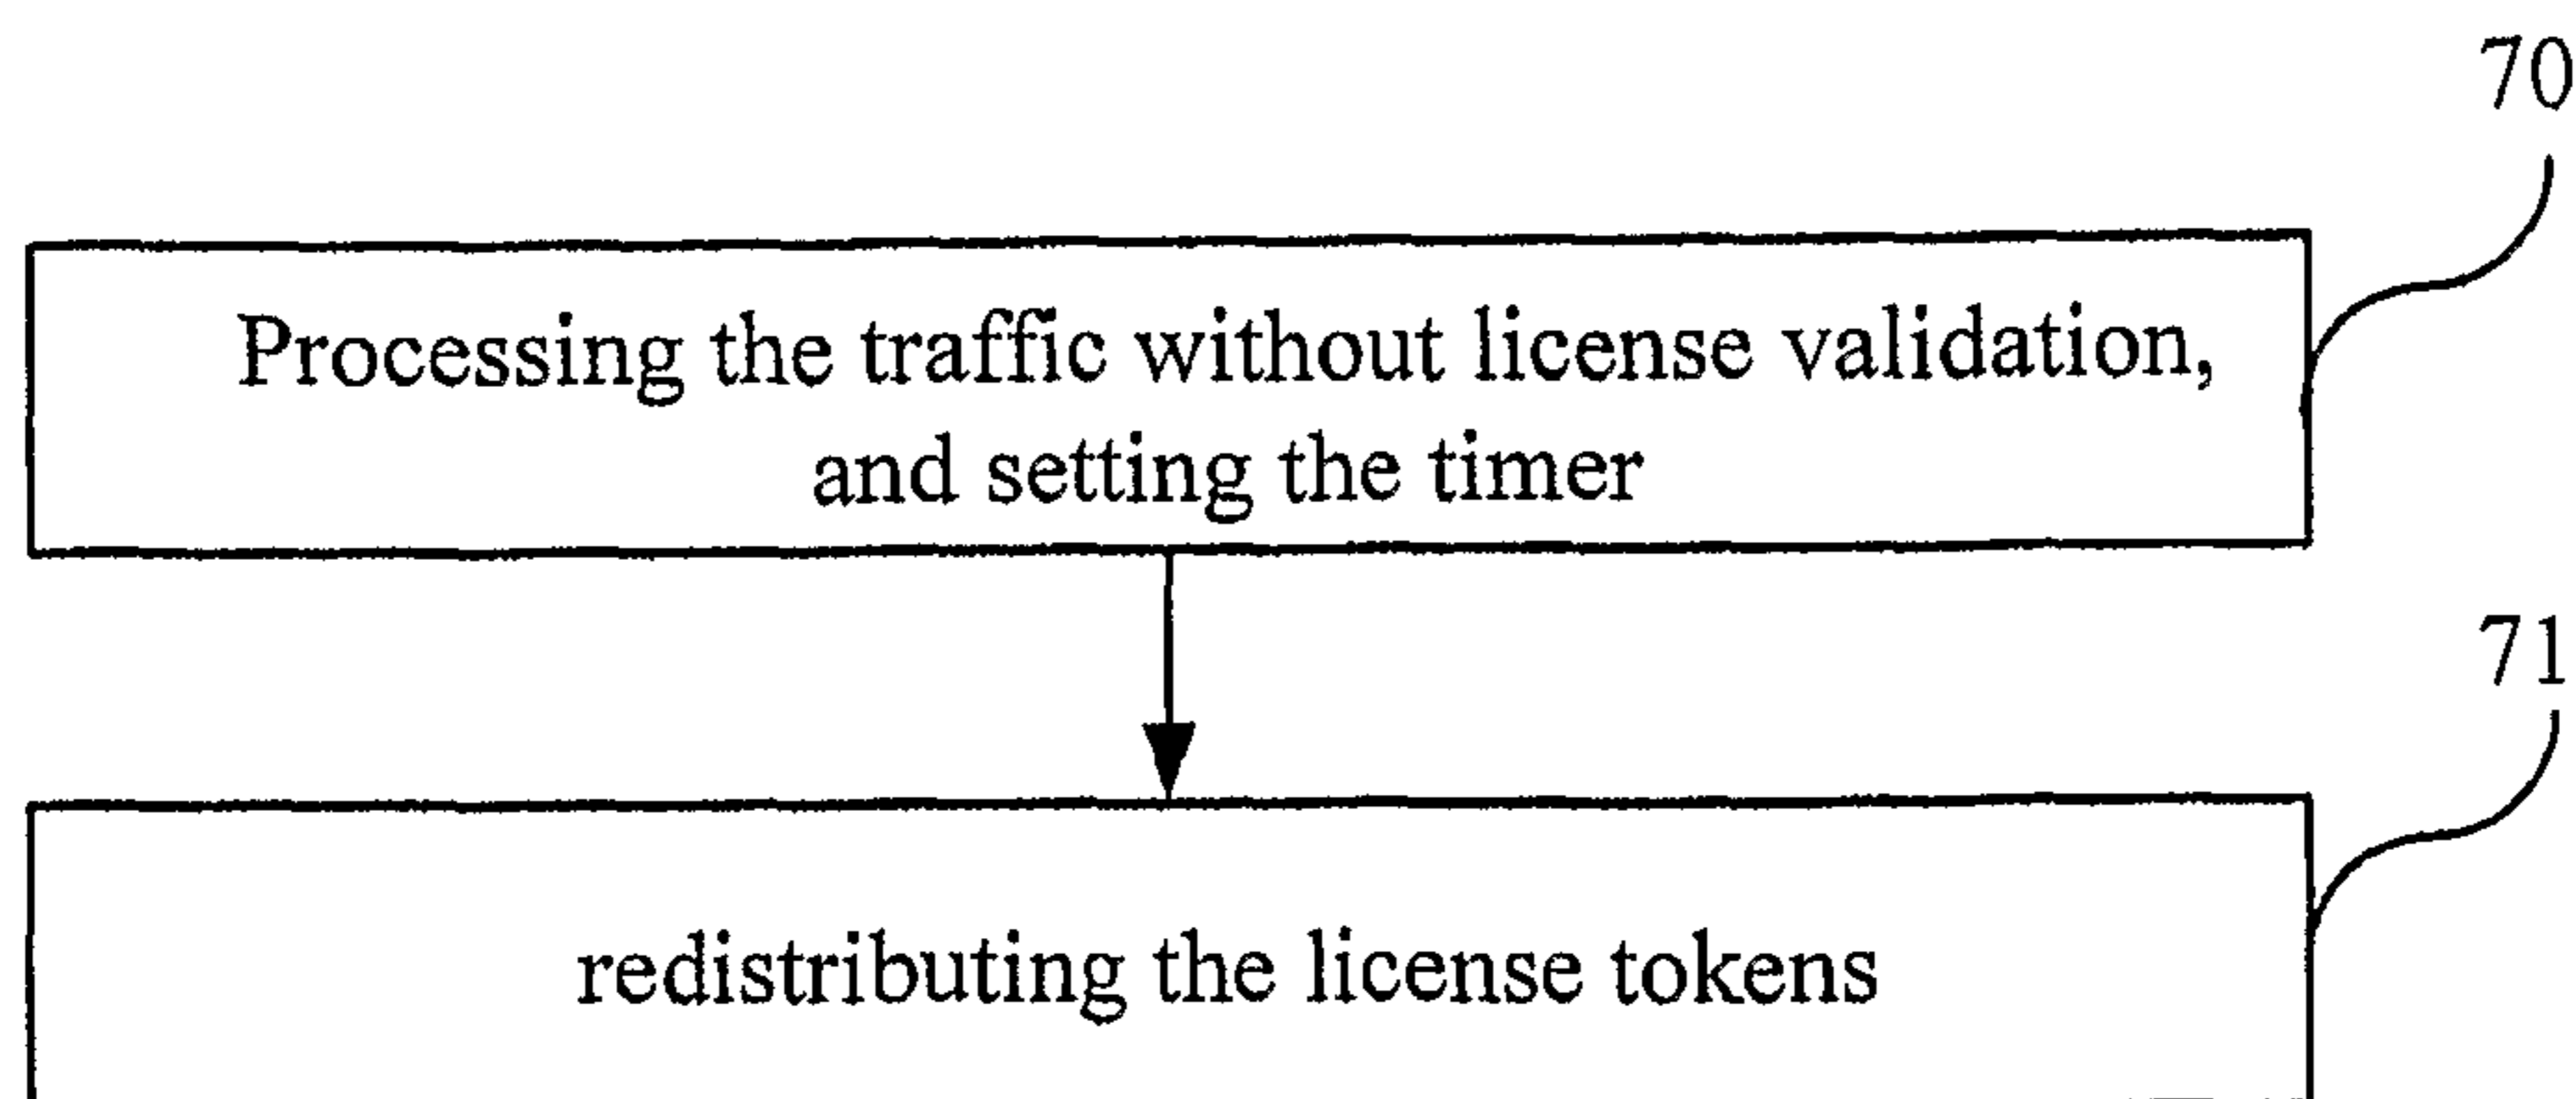 70
Processing the traffic without license validation,
and setting the timer
71
redistributing the license tokens